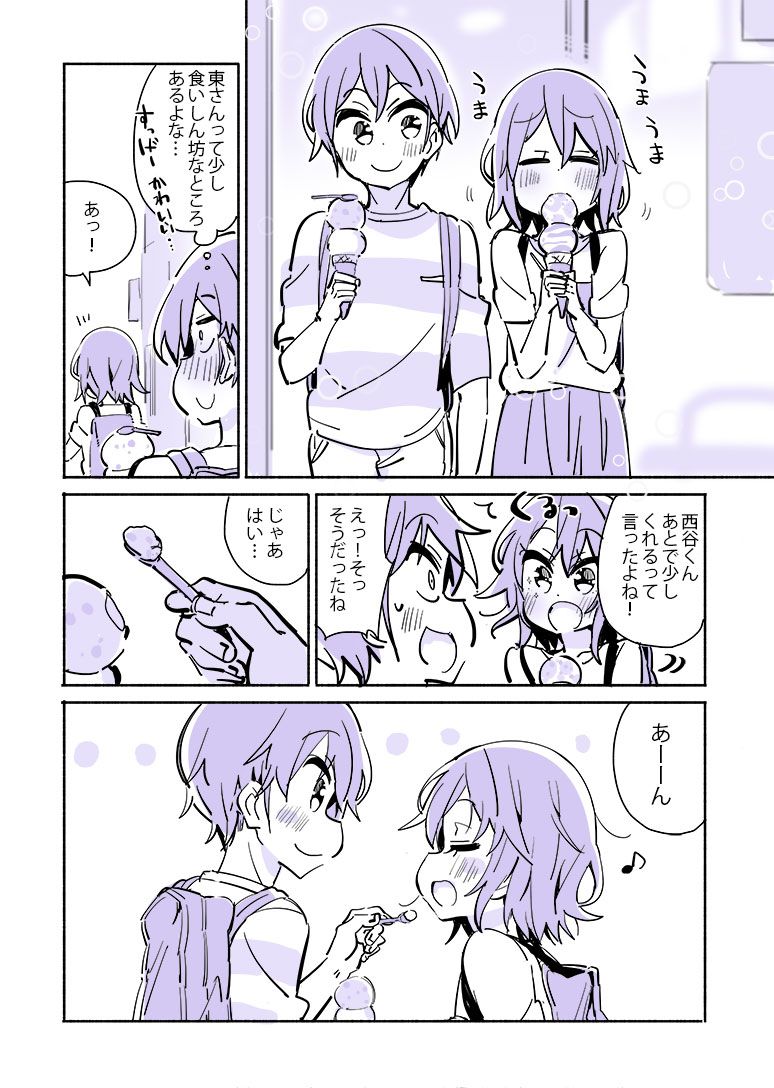 うまうま
うま
東さんって少し
食いしん坊なところ
あるよな…
すっげーかわいい…
あっ！
西谷くん
あとで少し
くれるって
言ったよね！
くるっ
えっ！そっ
そうだったね
じゃあ
はい…
あーーん